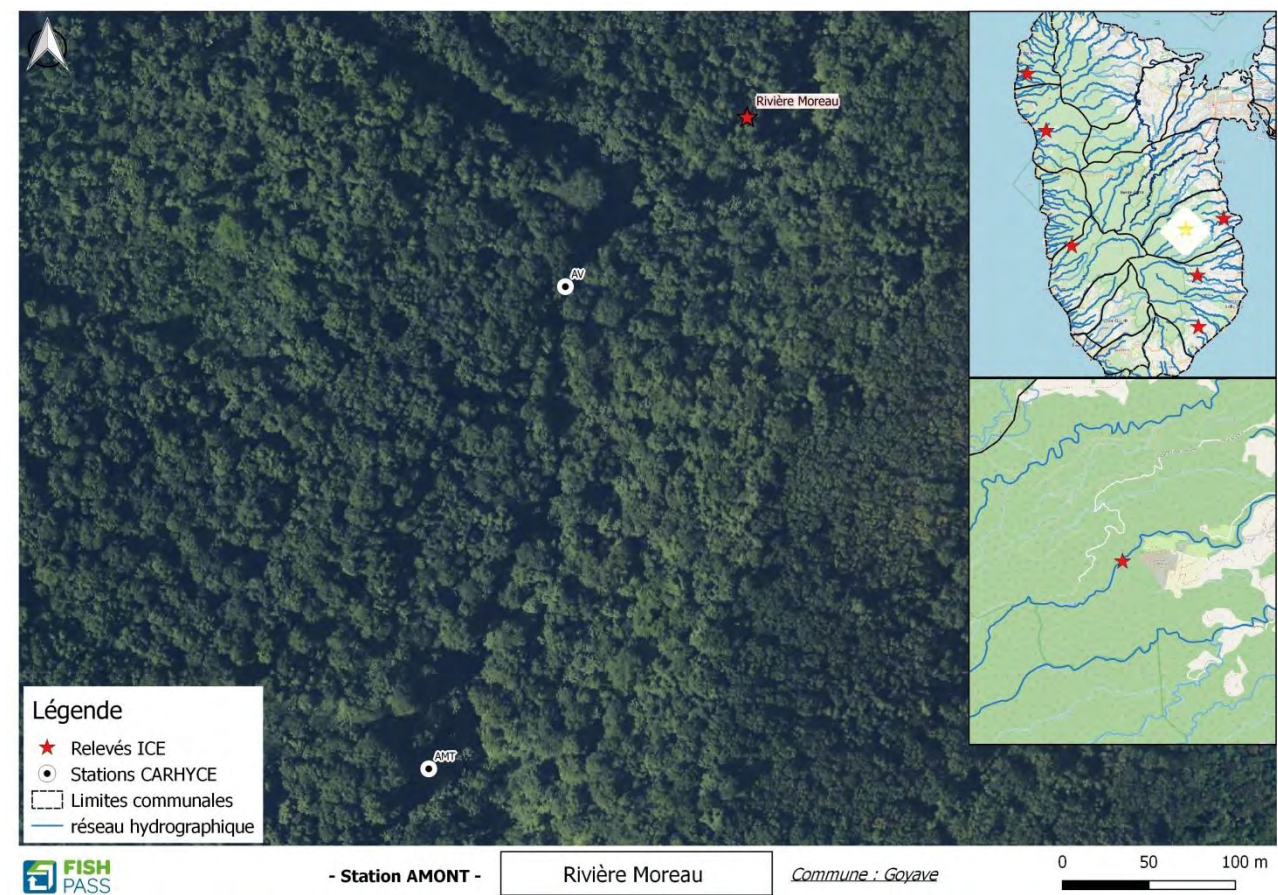 Rivière Moreau
AV
AMT
Légende
Relevés ICE
Stations CARHYCE
Limites communales
réseau hydrographique
FISH
PASS
- Station AMONT -
Rivière Moreau
Commune : Goyave
0 50 100 m